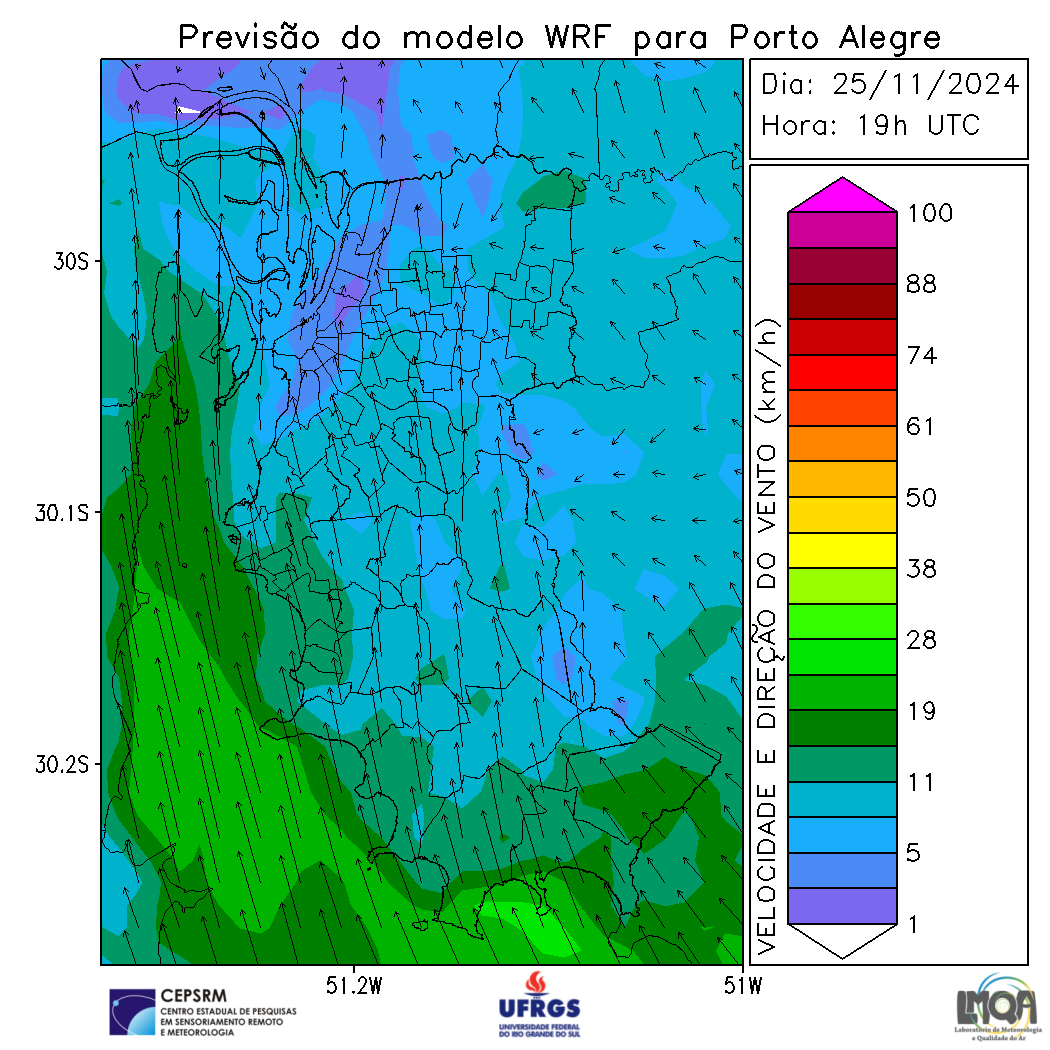 Previsão do modelo WRF para Porto Alegre
Dia: 25/11/2024
Hora: 19h UTC
30S
30.1S
30.2S
51.2W
51W
VELOCIDADE E DIREÇÃO DO VENTO (km/h)
100
88
74
61
50
38
28
19
11
5
1
CEPSRM
CENTRO ESTADUAL DE PESQUISAS
EM SENSORIAMENTO REMOTO
E METEOROLOGIA
UFRGS
UNIVERSIDADE FEDERAL
DO RIO GRANDE DO SUL
LMQA
Laboratório de Meteorologia
e Qualidade do Ar